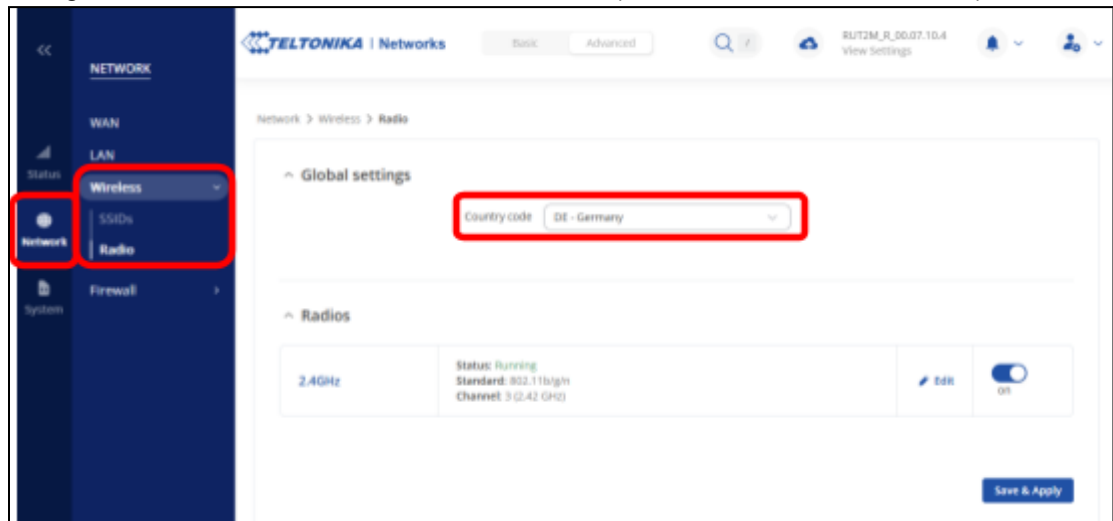 TELTONIKA | Networks
Basic
Advanced
RUT2M_R_00.07.10.4
View Settings
NETWORK
WAN
LAN
Wireless
SSIDs
Radio
Firewall
Status
Network
System
Network > Wireless > Radio
Global settings
Country code
DE - Germany
Radios
2.4GHz
Status: Running
Standard: 802.11b/g/n
Channel: 3 (2.42 GHz)
Edit
on
Save & Apply